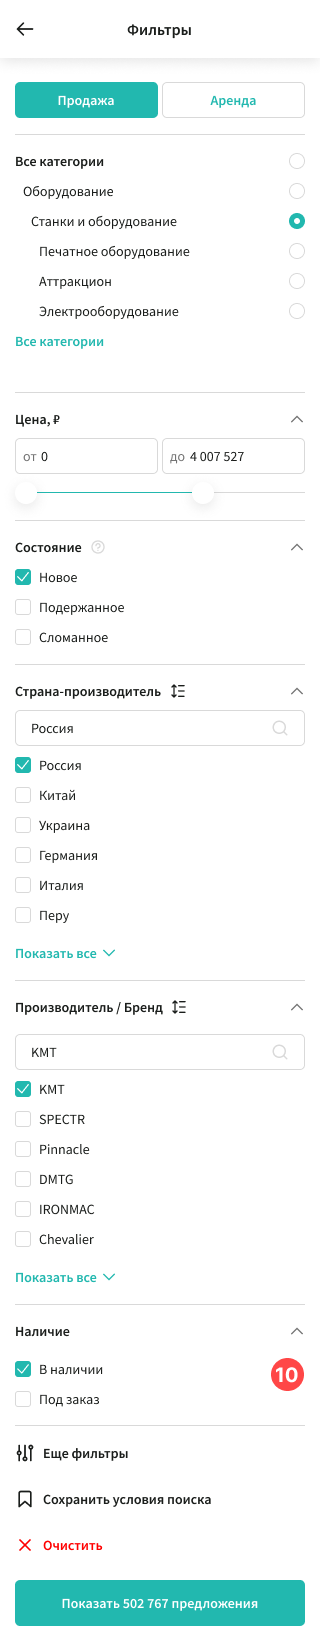 Фильтры
Продажа
Аренда
Все категории
Оборудование
Станки и оборудование
Печатное оборудование
Аттракцион
Электрооборудование
Все категории
Цена, ₽
от 0
до 4 007 527
Состояние ?
Новое
Подержанное
Сломанное
Страна-производитель
Россия
Россия
Китай
Украина
Германия
Италия
Перу
Показать все
Производитель / Бренд
KMT
KMT
SPECTR
Pinnacle
DMTG
IRONMAC
Chevalier
Показать все
Наличие
В наличии
10
Под заказ
Еще фильтры
Сохранить условия поиска
Очистить
Показать 502 767 предложения